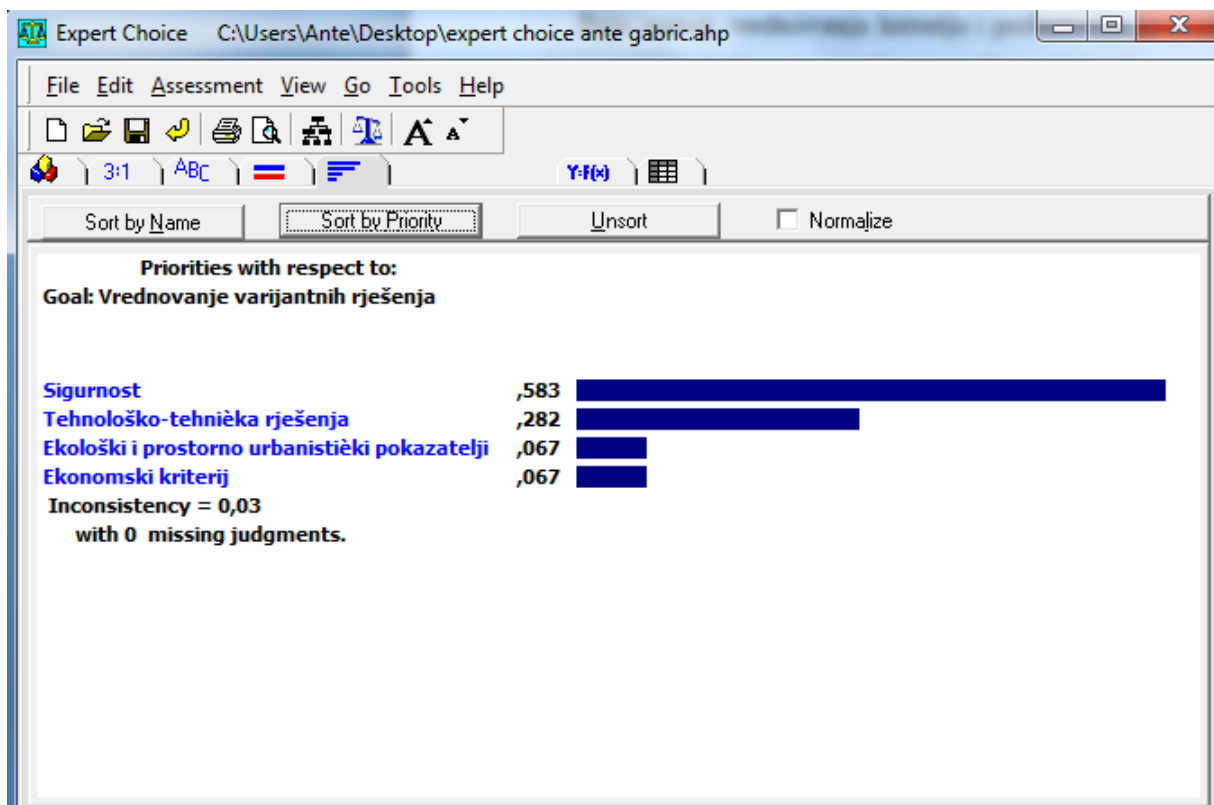 Expert Choice C:\Users\Ante\Desktop\expert choice ante gabric.ahp
File Edit Assessment View Go Tools Help
3:1 ABC Y=F(x)
Sort by Name Sort by Priority Unsort Normalize
Priorities with respect to:
Goal: Vrednovanje varijantnih rješenja
Sigurnost ,583
Tehnološko-tehnièka rješenja ,282
Ekološki i prostorno urbanistièki pokazatelji ,067
Ekonomski kriterij ,067
Inconsistency = 0,03
with 0 missing judgments.